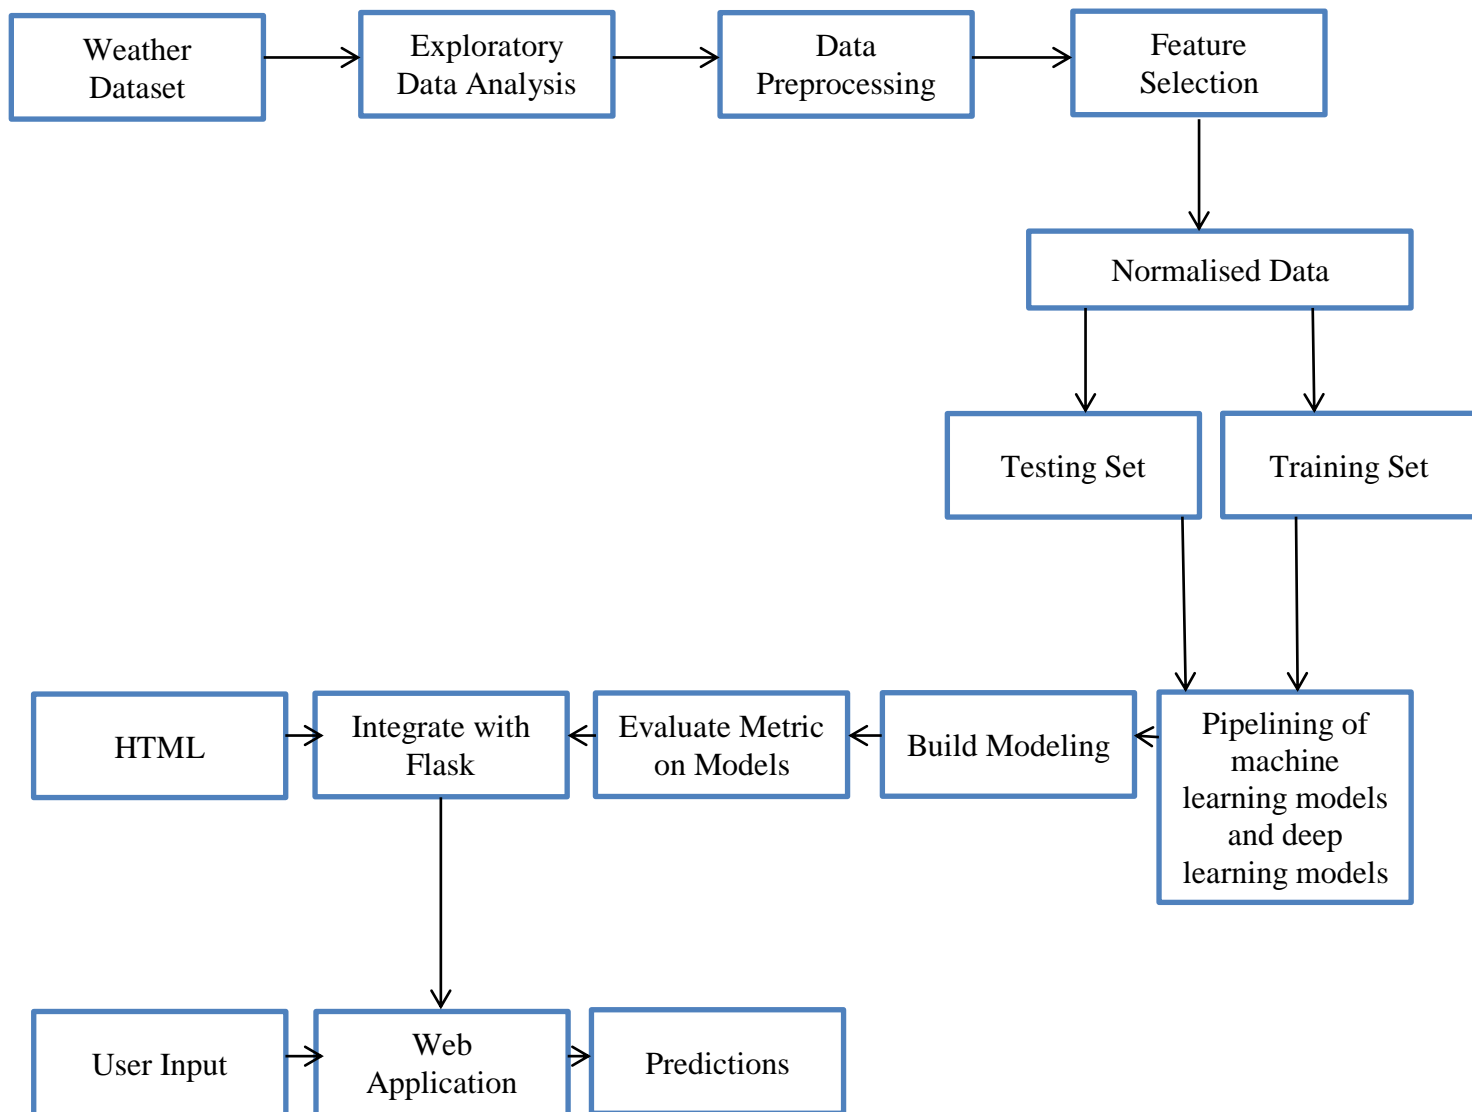 Weather
Dataset
Exploratory
Data Analysis
Data
Preprocessing
Feature
Selection
Normalised Data
Testing Set
Training Set
HTML
Integrate with
Flask
Evaluate Metric
on Models
Build Modeling
Pipelining of
machine
learning models
and deep
learning models
User Input
Web
Application
Predictions